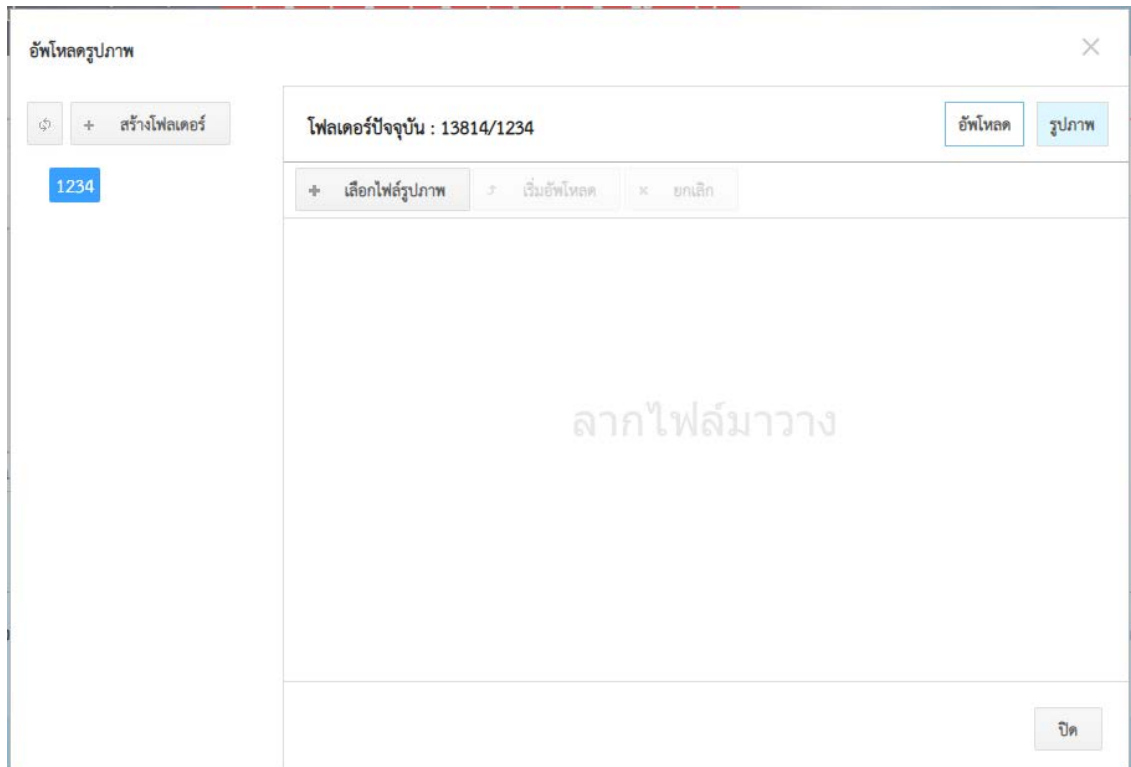 อัพโหลดรูปภาพ
สร้างโฟลเดอร์
1234
โฟลเดอร์ปัจจุบัน : 13814/1234
อัพโหลด
รูปภาพ
เลือกไฟล์รูปภาพ
เริ่มอัพโหลด
ยกเลิก
ลากไฟล์มาวาง
ปิด